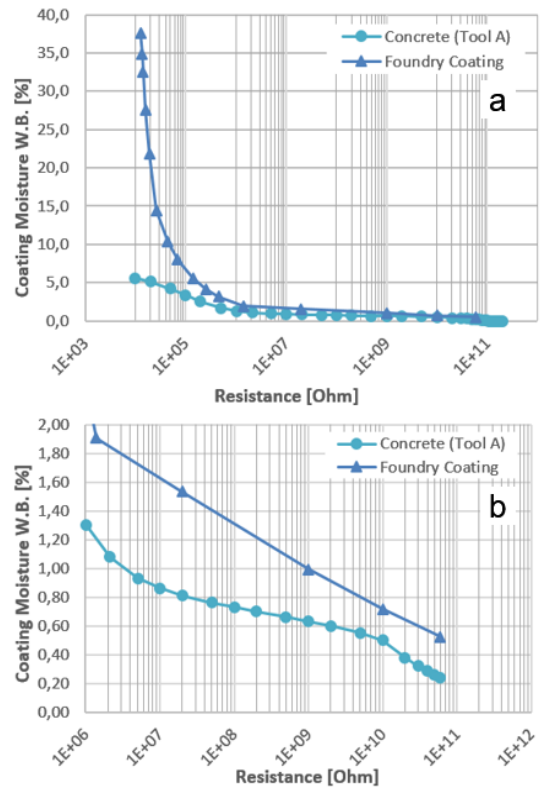 40,0
35,0
30,0
25,0
20,0
15,0
10,0
5,0
0,0
Coating Moisture W.B. [%]
Concrete (Tool A)
Foundry Coating
a
1E+03
1E+05
1E+07
1E+09
1E+11
Resistance [Ohm]
2,00
1,80
1,60
1,40
1,20
1,00
0,80
0,60
0,40
0,20
0,00
Coating Moisture W.B. [%]
Concrete (Tool A)
Foundry Coating
b
1E+06
1E+07
1E+08
1E+09
1E+10
1E+11
1E+12
Resistance [Ohm]